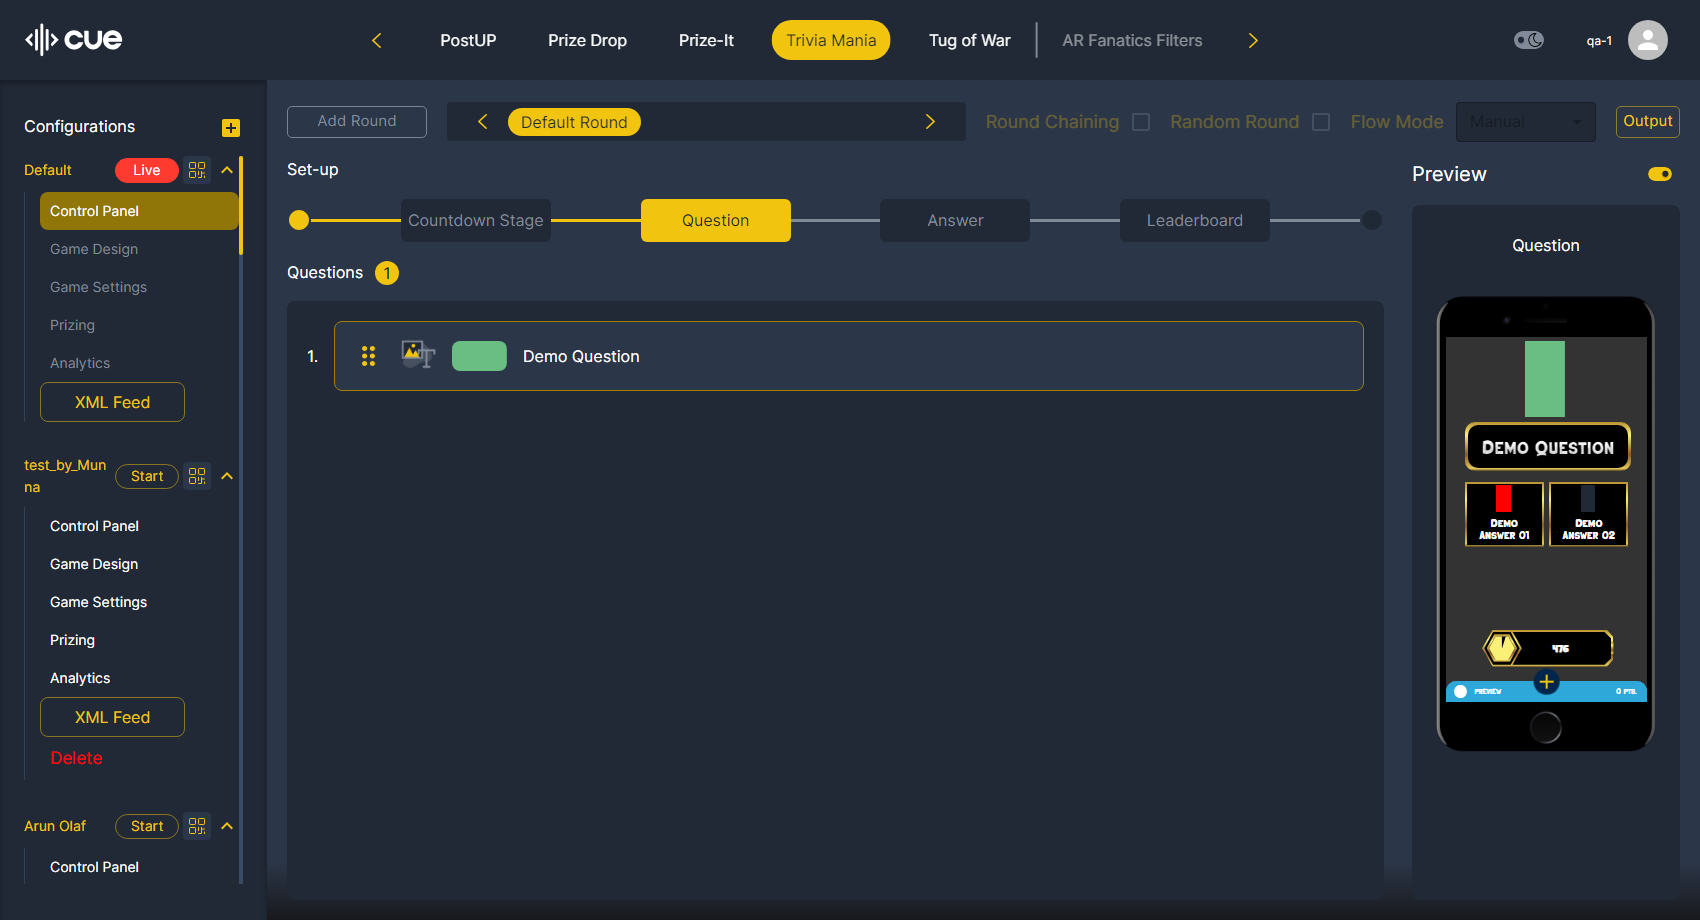 cue
PostUP
Prize Drop
Prize-It
Trivia Mania
Tug of War
AR Fanatics Filters
qa-1
Configurations
Default
Live
Control Panel
Game Design
Game Settings
Prizing
Analytics
XML Feed
test_by_Mun
na
Start
Control Panel
Game Design
Game Settings
Prizing
Analytics
XML Feed
Delete
Arun Olaf
Start
Control Panel
Add Round
Default Round
Round Chaining
Random Round
Flow Mode
Manual
Output
Set-up
Countdown Stage
Question
Answer
Leaderboard
Questions
1
1.
Demo Question
Preview
Question
Demo Question
Demo
Answer 01
Demo
Answer 02
476
PREVIEW
0 PTS.